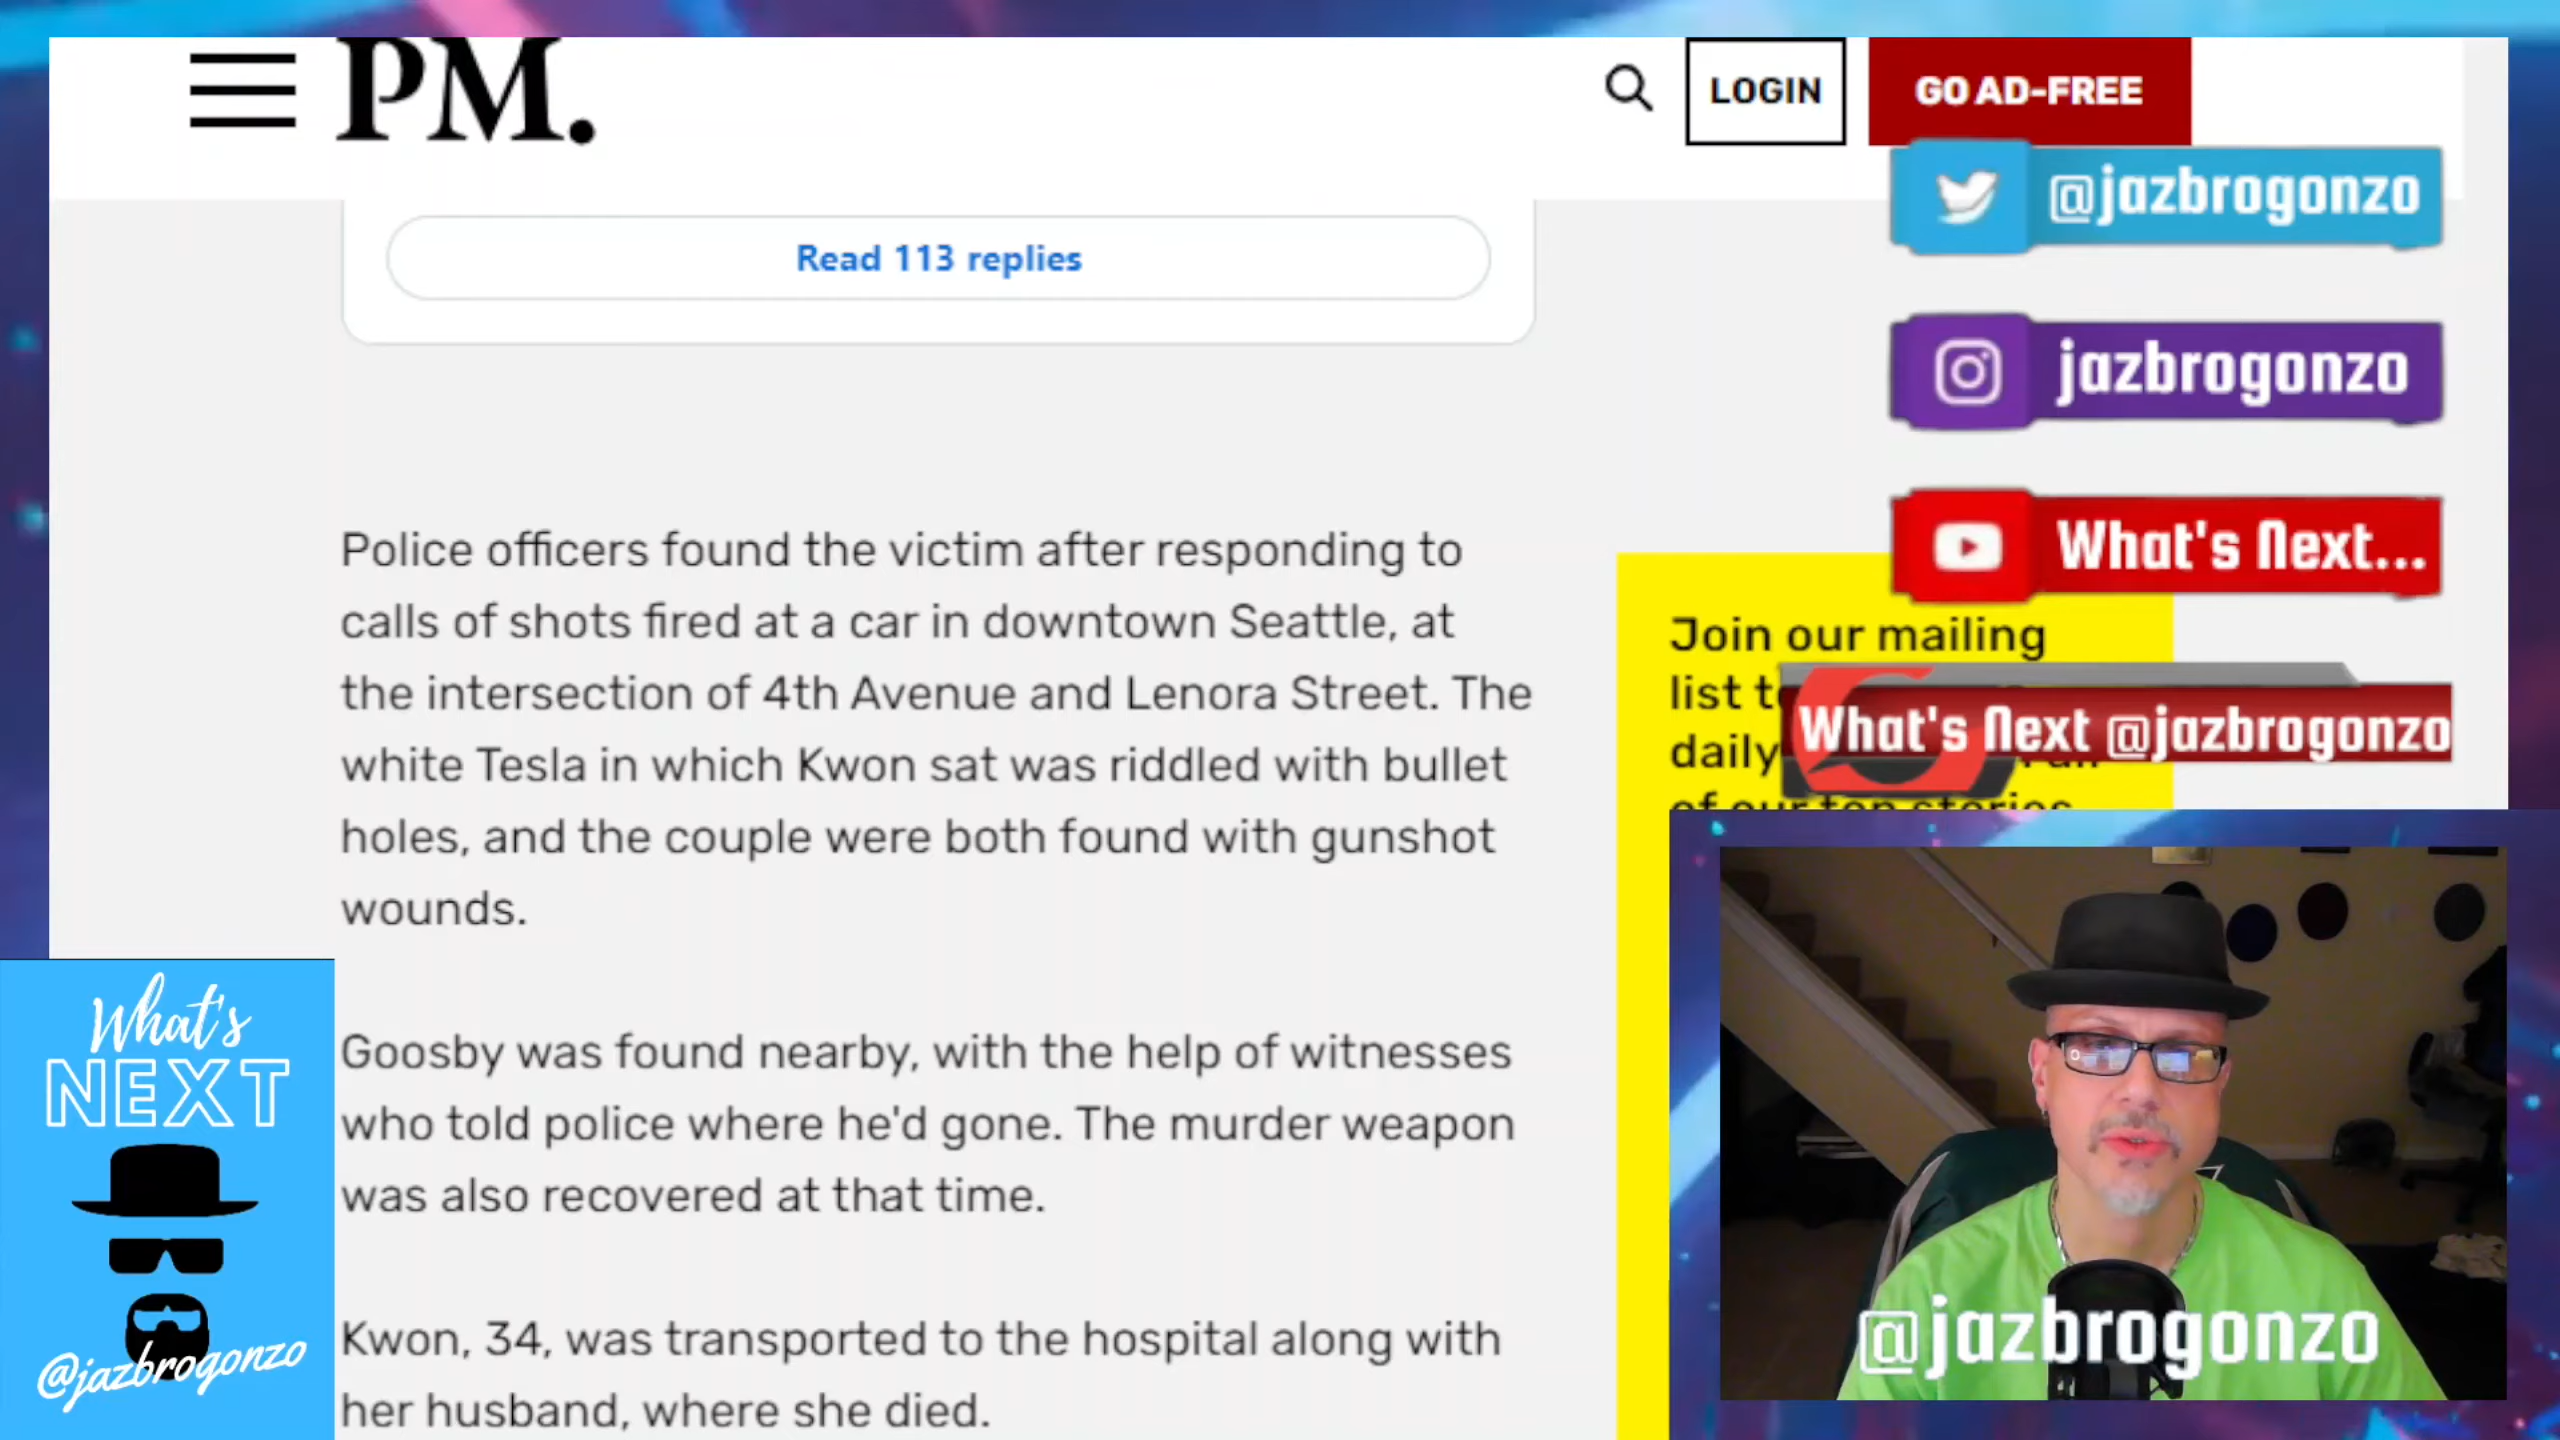 PM.
LOGIN
GO AD-FREE
@jazbrogonzo
Read 113 replies
jazbrogonzo
What's Next...
Police officers found the victim after responding to
calls of shots fired at a car in downtown Seattle, at
the intersection of 4th Avenue and Lenora Street. The
white Tesla in which Kwon sat was riddled with bullet
holes, and the couple were both found with gunshot
wounds.
Goosby was found nearby, with the help of witnesses
who told police where he'd gone. The murder weapon
was also recovered at that time.
Kwon, 34, was transported to the hospital along with
her husband, where she died.
Join our mailing
list
daily
of our top stories
What's Next @jazbrogonzo
What's
NEXT
@jazbrogonzo
@jazbrogonzo